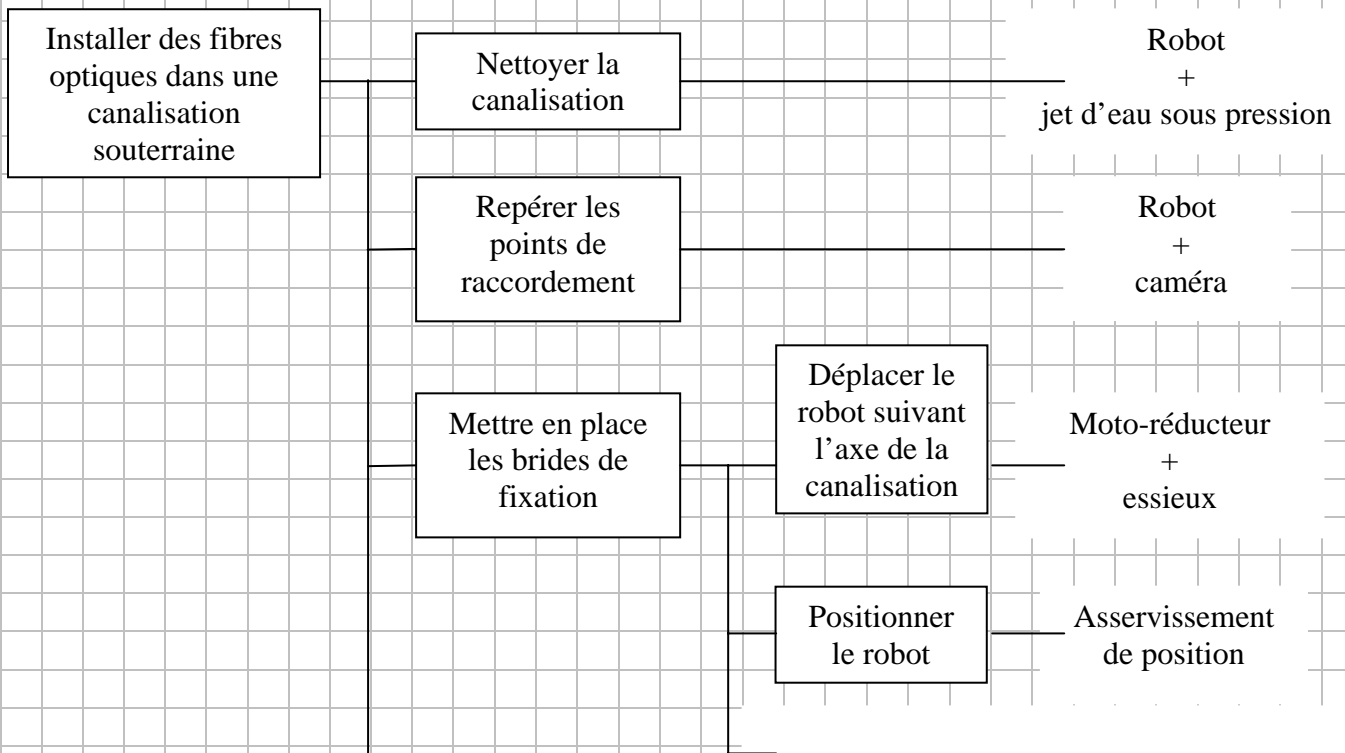 Installer des fibres
optiques dans une
canalisation
souterraine
Nettoyer la
canalisation
Robot
+
jet d’eau sous pression
Repérer les
points de
raccordement
Robot
+
caméra
Mettre en place
les brides de
fixation
Déplacer le
robot suivant
l’axe de la
canalisation
Moto-réducteur
+
essieux
Positionner
le robot
Asservissement
de position